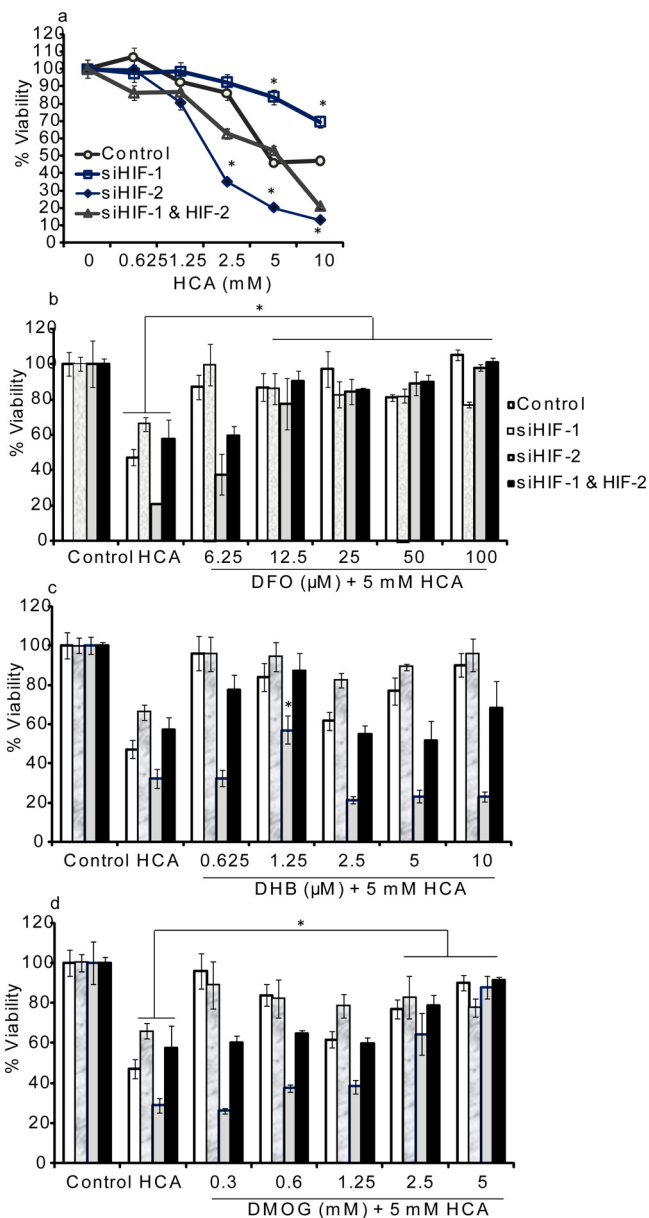 a
120
110
100
90
80
70
60
50
40
30
20
10
0
% Viability
*
*
*
*
*
Control
siHIF-1
siHIF-2
siHIF-1 & HIF-2
0 0.625 1.25 2.5 5 10
HCA (mM)
b
120
100
80
60
40
20
0
% Viability
*
Control
siHIF-1
siHIF-2
siHIF-1 & HIF-2
Control HCA 6.25 12.5 25 50 100
DFO (µM) + 5 mM HCA
c
120
100
80
60
40
20
0
% Viability
*
Control HCA 0.625 1.25 2.5 5 10
DHB (µM) + 5 mM HCA
d
120
100
80
60
40
20
0
% Viability
*
Control HCA 0.3 0.6 1.25 2.5 5
DMOG (mM) + 5 mM HCA